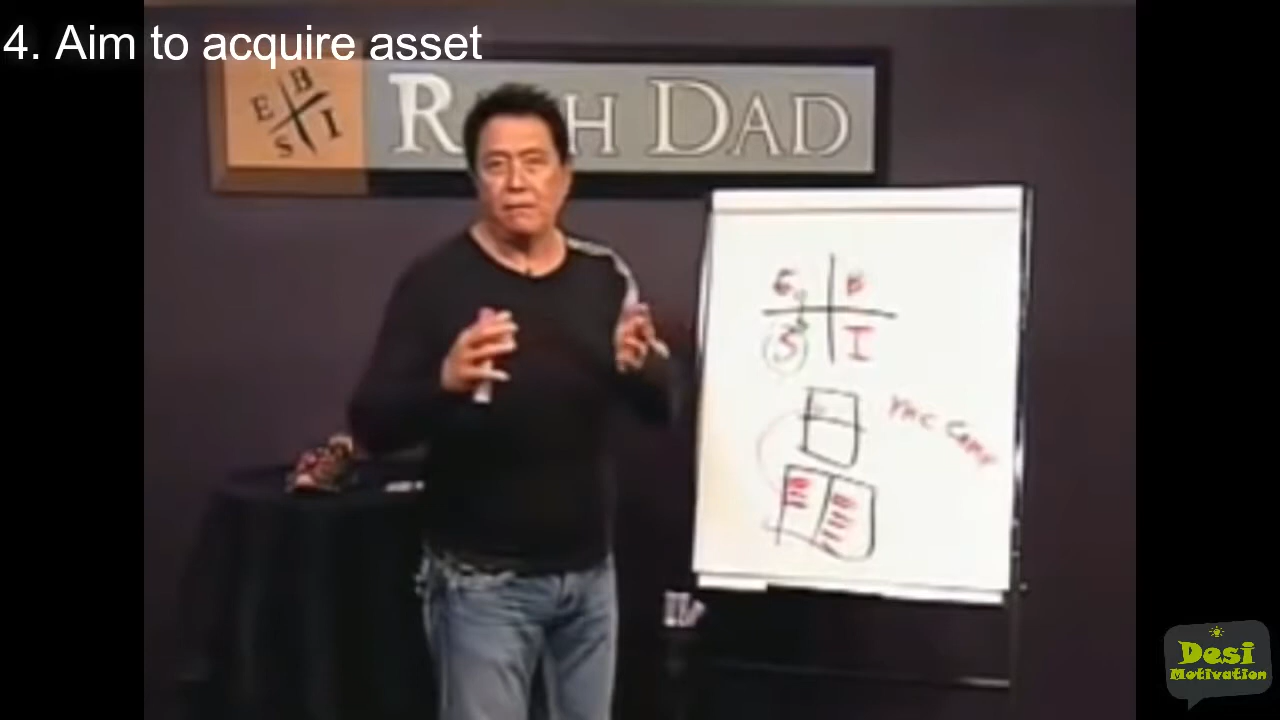 4. Aim to acquire asset
B
E I
S
R H DAD
E B
S I
Desi
Motivation